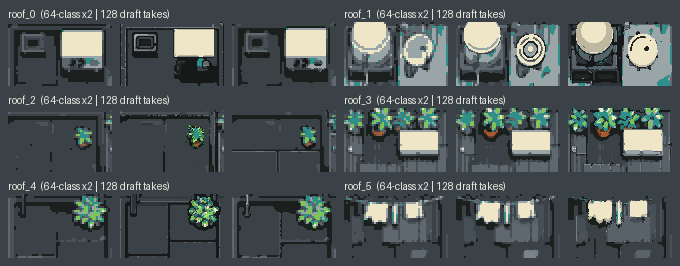 roof_0 (64-class x2 | 128 draft takes)
roof_1 (64-class x2 | 128 draft takes)
roof_2 (64-class x2 | 128 draft takes)
roof_3 (64-class x2 | 128 draft takes)
roof_4 (64-class x2 | 128 draft takes)
roof_5 (64-class x2 | 128 draft takes)